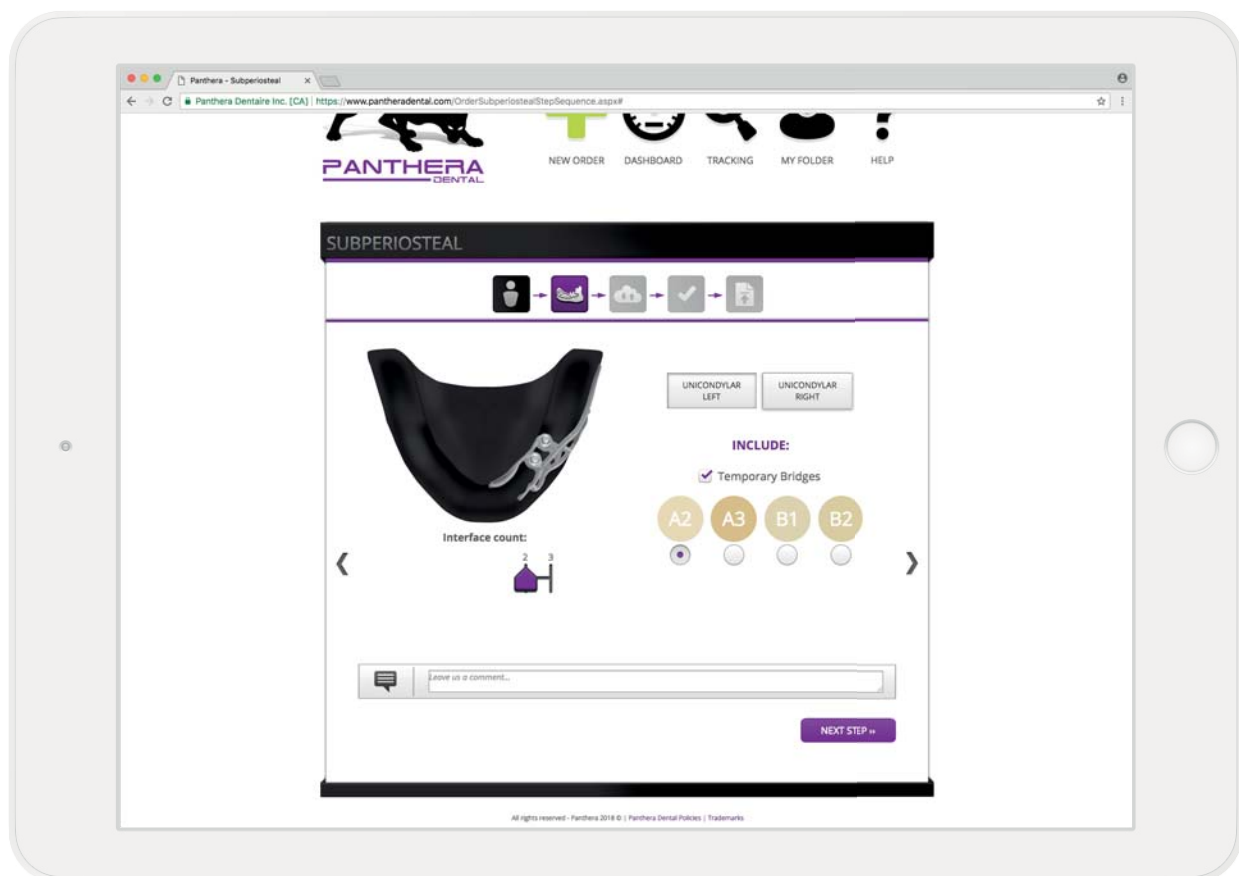 Panthera - Subperiosteal
Panthera Dentaire Inc. [CA] | https://www.pantheradental.com/OrderSubperiostealStepSequence.aspx#
PANTHERA
DENTAL
NEW ORDER DASHBOARD TRACKING MY FOLDER HELP
SUBPERIOSTEAL
UNICONDYLAR LEFT
UNICONDYLAR RIGHT
INCLUDE:
Temporary Bridges
A2 A3 B1 B2
Interface count:
2 3
Leave us a comment...
NEXT STEP »
All rights reserved - Panthera 2018 © | Panthera Dental Policies | Trademarks